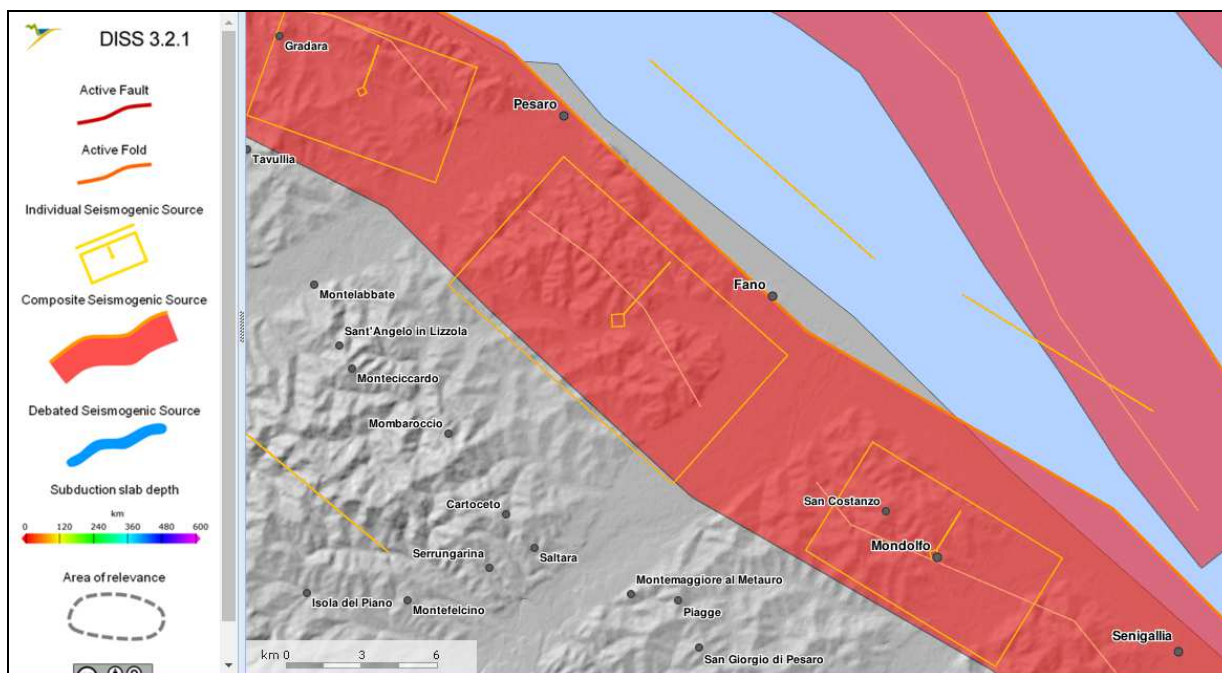 DISS 3.2.1
Active Fault
Active Fold
Individual Seismogenic Source
Composite Seismogenic Source
Debated Seismogenic Source
Subduction slab depth
km
0 120 240 360 480 600
Area of relevance
Gradara
Pesaro
Tavullia
Montelabbate
Fano
Sant'Angelo in Lizzola
Monteciccardo
Mombaroccio
Cartoceto
San Costanzo
Saltara
Mondolfo
Serrungarina
Montemaggiore al Metauro
Isola del Piano
Montefelcino
Piagge
Senigallia
San Giorgio di Pesaro
km 0 3 6